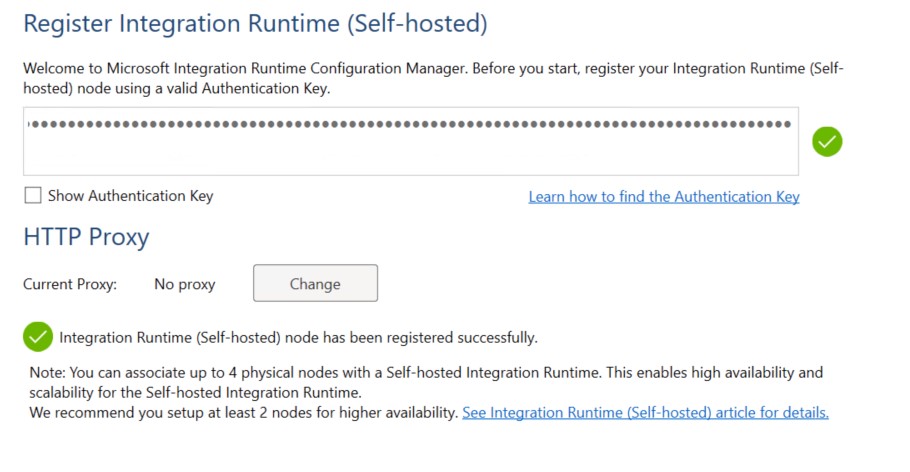 Register Integration Runtime (Self-hosted)
Welcome to Microsoft Integration Runtime Configuration Manager. Before you start, register your Integration Runtime (Self-
hosted) node using a valid Authentication Key.
Show Authentication Key
Learn how to find the Authentication Key
HTTP Proxy
Current Proxy:
No proxy
Change
Integration Runtime (Self-hosted) node has been registered successfully.
Note: You can associate up to 4 physical nodes with a Self-hosted Integration Runtime. This enables high availability and
scalability for the Self-hosted Integration Runtime.
We recommend you setup at least 2 nodes for higher availability. See Integration Runtime (Self-hosted) article for details.